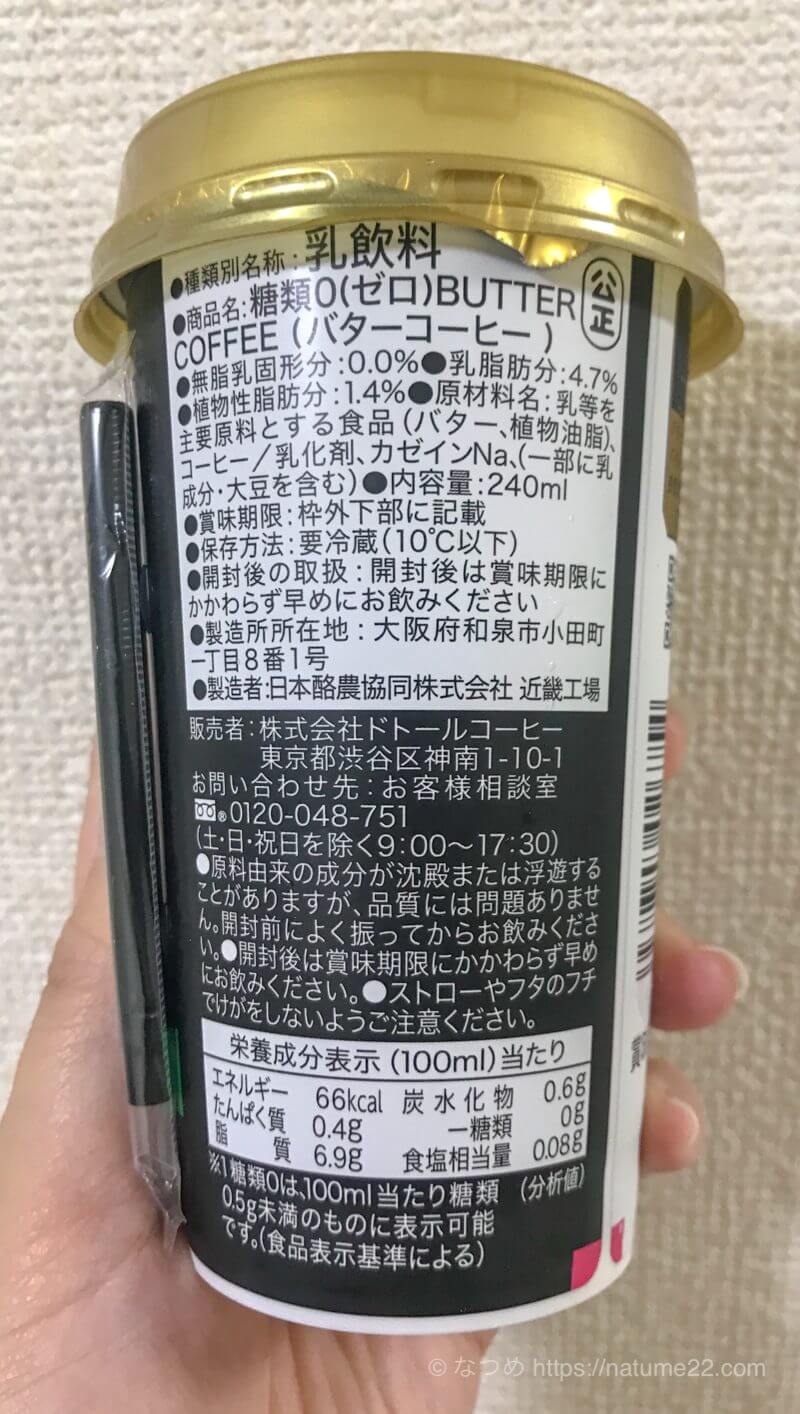 ●種類別名称：乳飲料
公正
●商品名：糖類0(ゼロ)BUTTER
COFFEE (バターコーヒー)
●無脂乳固形分：0.0%●乳脂肪分：4.7%
●植物性脂肪分：1.4%●原材料名：乳等を
主要原料とする食品(バター、植物油脂)、
コーヒー／乳化剤、カゼインNa、(一部に乳
成分・大豆を含む)●内容量：240ml
●賞味期限：枠外下部に記載
●保存方法：要冷蔵(10℃以下)
●開封後の取扱：開封後は賞味期限に
かかわらず早めにお飲みください
●製造所所在地：大阪府和泉市小田町
一丁目8番1号
●製造者：日本酪農協同株式会社 近畿工場
販売者：株式会社ドトールコーヒー
東京都渋谷区神南1-10-1
お問い合わせ先：お客様相談室
®0120-048-751
(土・日・祝日を除く9:00〜17:30)
●原料由来の成分が沈殿または浮遊する
ことがありますが、品質には問題ありませ
ん。開封前によく振ってからお飲みくださ
い。●開封後は賞味期限にかかわらず早め
にお飲みください。●ストローやフタのフチ
でけがをしないようご注意ください。
栄養成分表示(100ml)当たり
エネルギー 66kcal 炭水化物 0.6g
たんぱく質 0.4g ー糖類 0g
脂質 6.9g 食塩相当量 0.08g
(分析値)
※1 糖類0は、100ml当たり糖類
0.5g未満のものに表示可能
です。(食品表示基準による)
© なつめ https://natume22.com